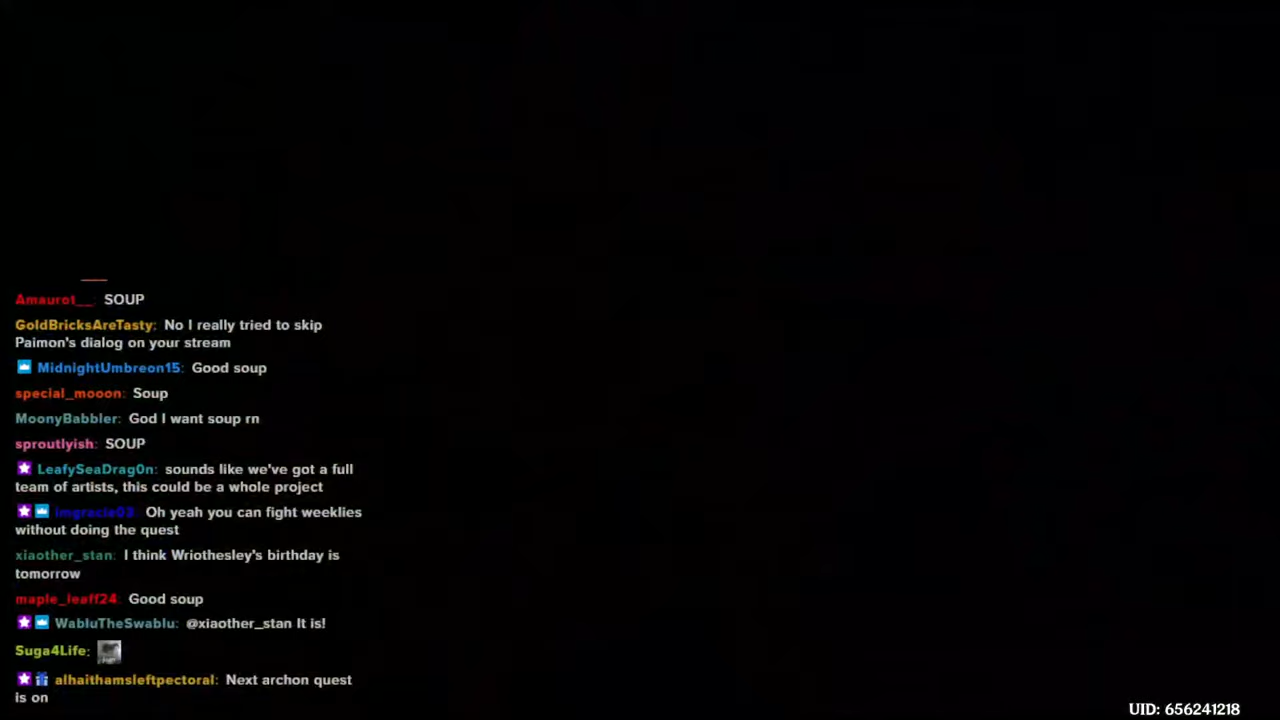 Amaurot__: SOUP
GoldBricksAreTasty: No I really tried to skip
Paimon's dialog on your stream
MidnightUmbreon15: Good soup
special_mooon: Soup
MoonyBabbler: God I want soup rn
sproutlyish: SOUP
LeafySeaDrag0n: sounds like we've got a full
team of artists, this could be a whole project
imgracie03: Oh yeah you can fight weeklies
without doing the quest
xiaother_stan: I think Wriothesley's birthday is
tomorrow
maple_leaff24: Good soup
WabluTheSwablu: @xiaother_stan It is!
Suga4Life:
alhaithamsleftpectoral: Next archon quest
is on
UID: 656241218